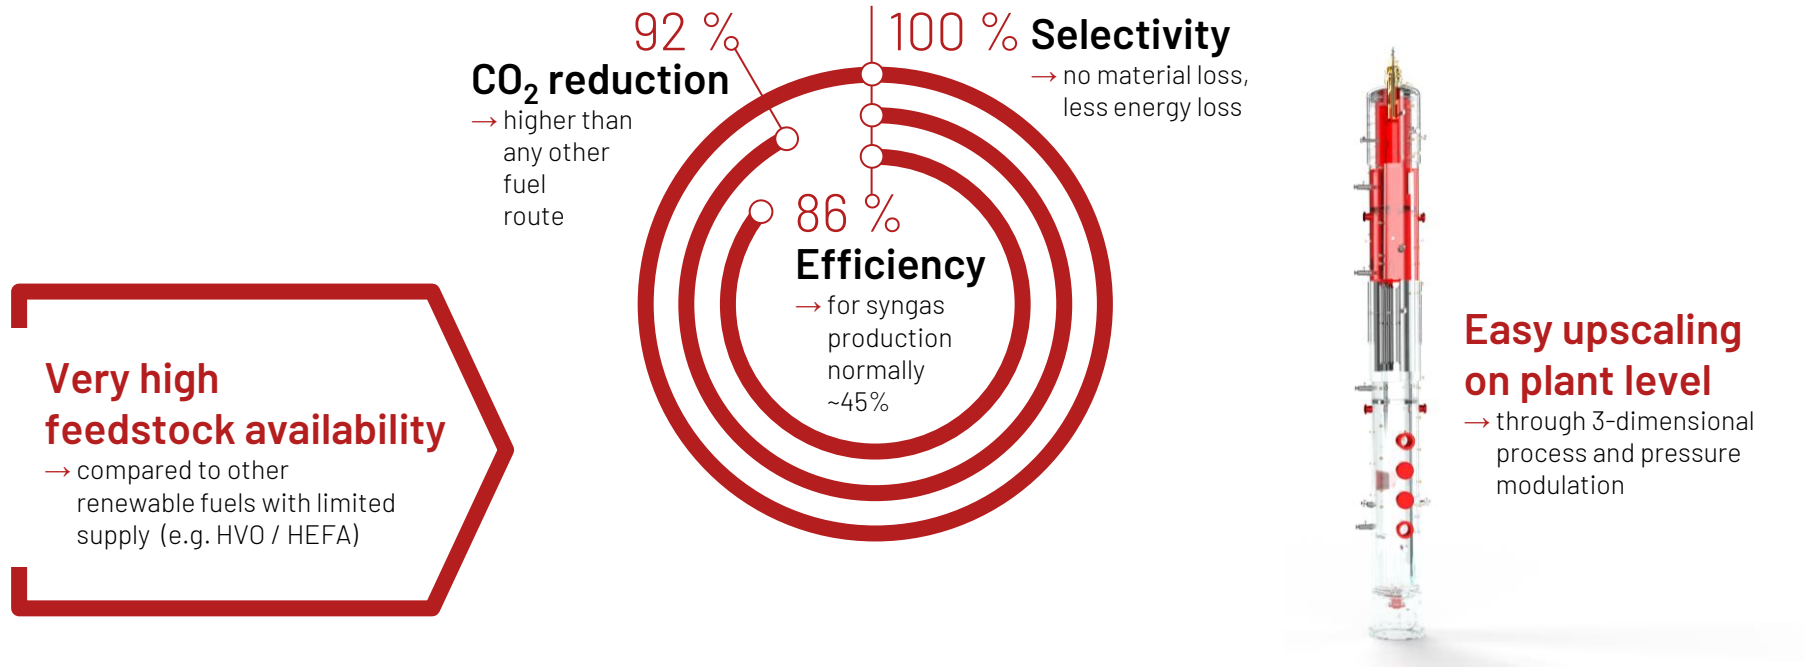 Very high
feedstock availability
→ compared to other
renewable fuels with limited
supply (e.g. HVO / HEFA)
92 %
CO₂ reduction
→ higher than
any other
fuel
route
100 % Selectivity
→ no material loss,
less energy loss
86 %
Efficiency
→ for syngas
production
normally
~45%
Easy upscaling
on plant level
→ through 3-dimensional
process and pressure
modulation